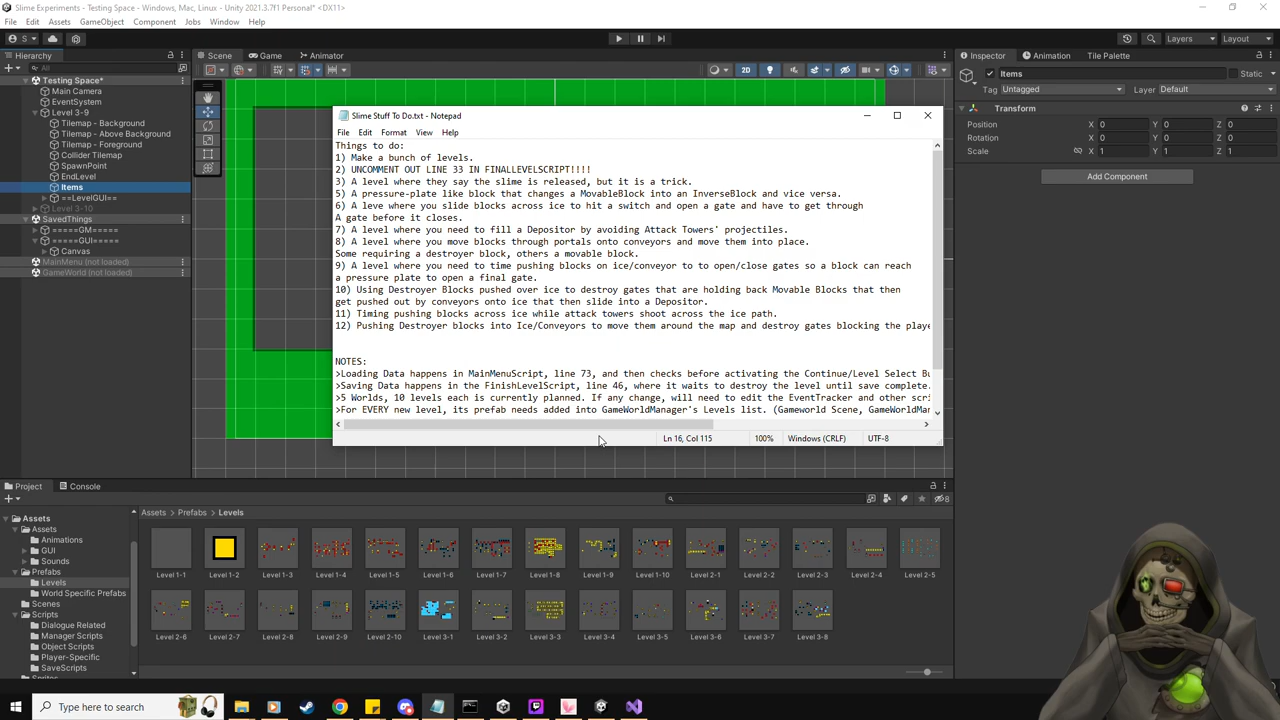 Slime Experiments - Testing Space - Windows, Mac, Linux - Unity 2021.3.7f1 Personal* <DX11>
File Edit Assets GameObject Component Jobs Window Help
S
Layers Layout
Hierarchy
All
Testing Space*
Main Camera
EventSystem
Level 3-9
Tilemap - Background
Tilemap - Above Background
Tilemap - Foreground
Collider Tilemap
SpawnPoint
EndLevel
Items
==LevelGUI==
Level 3-10
SavedThings
=====GM=====
=====GUI=====
Canvas
MainMenu (not loaded)
GameWorld (not loaded)
Scene Game Animator
2D
Slime Stuff To Do.txt - Notepad
File Edit Format View Help
Things to do:
1) Make a bunch of levels.
2) UNCOMMENT OUT LINE 33 IN FINALLEVELSCRIPT!!!!
3) A level where they say the slime is released, but it is a trick.
5) A pressure-plate like block that changes a MovableBlock into an InverseBlock and vice versa.
6) A leve where you slide blocks across ice to hit a switch and open a gate and have to get through
A gate before it closes.
7) A level where you need to fill a Depositor by avoiding Attack Towers' projectiles.
8) A level where you move blocks through portals onto conveyors and move them into place.
Some requiring a destroyer block, others a movable block.
9) A level where you need to time pushing blocks on ice/conveyor to to open/close gates so a block can reach
a pressure plate to open a final gate.
10) Using Destroyer Blocks pushed over ice to destroy gates that are holding back Movable Blocks that then
get pushed out by conveyors onto ice that then slide into a Depositor.
11) Timing pushing blocks across ice while attack towers shoot across the ice path.
12) Pushing Destroyer blocks into Ice/Conveyors to move them around the map and destroy gates blocking the playe
NOTES:
>Loading Data happens in MainMenuScript, line 73, and then checks before activating the Continue/Level Select Bu
>Saving Data happens in the FinishLevelScript, line 46, where it waits to destroy the level until save complete.
>5 Worlds, 10 levels each is currently planned. If any change, will need to edit the EventTracker and other scri
>For EVERY new level, its prefab needs added into GameWorldManager's Levels list. (Gameworld Scene, GameWorldMan
Ln 16, Col 115 100% Windows (CRLF) UTF-8
Inspector Animation Tile Palette
Items Static
Tag Untagged Layer Default
Transform
Position X 0 Y 0 Z 0
Rotation X 0 Y 0 Z 0
Scale X 1 Y 1 Z 1
Add Component
Project Console
8
Assets
Assets
Animations
GUI
Sounds
Prefabs
Levels
World Specific Prefabs
Scenes
Scripts
Dialogue Related
Manager Scripts
Object Scripts
Player-Specific
SaveScripts
Assets > Prefabs > Levels
Level 1-1 Level 1-2 Level 1-3 Level 1-4 Level 1-5 Level 1-6 Level 1-7 Level 1-8 Level 1-9 Level 1-10 Level 2-1 Level 2-2 Level 2-3 Level 2-4 Level 2-5
Level 2-6 Level 2-7 Level 2-8 Level 2-9 Level 2-10 Level 3-1 Level 3-2 Level 3-3 Level 3-4 Level 3-5 Level 3-6 Level 3-7 Level 3-8
Type here to search